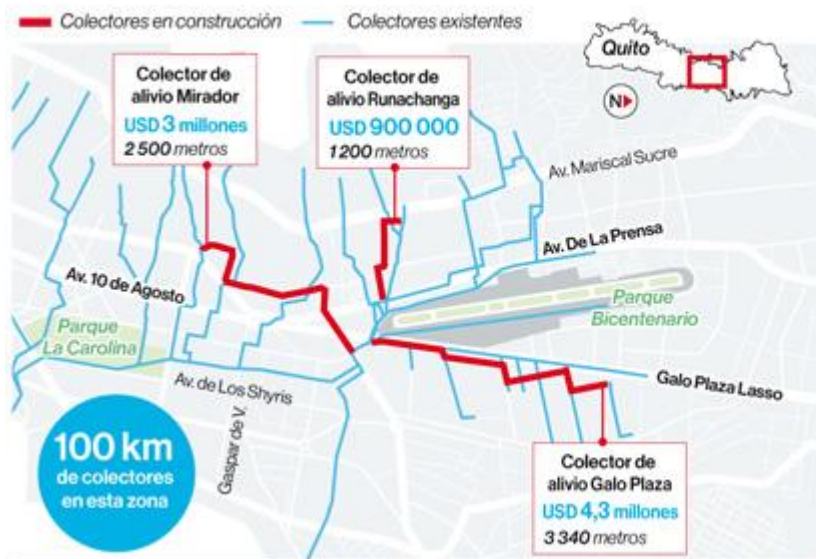 Colectores en construcción
Colectores existentes
Quito
N
Colector de
alivio Mirador
USD 3 millones
2 500 metros
Colector de
alivio Runachanga
USD 900 000
1 200 metros
Av. Mariscal Sucre
Av. De La Prensa
Av. 10 de Agosto
Parque
Bicentenario
Parque
La Carolina
Av. de Los Shyris
Galo Plaza Lasso
Gaspar de V.
100 km
de colectores
en esta zona
Colector de
alivio Galo Plaza
USD 4,3 millones
3 340 metros